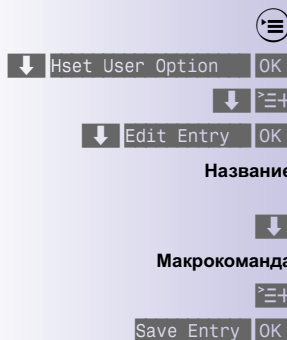 Hset User Option OK
Edit Entry OK
Название
Макрокоманда
Save Entry OK